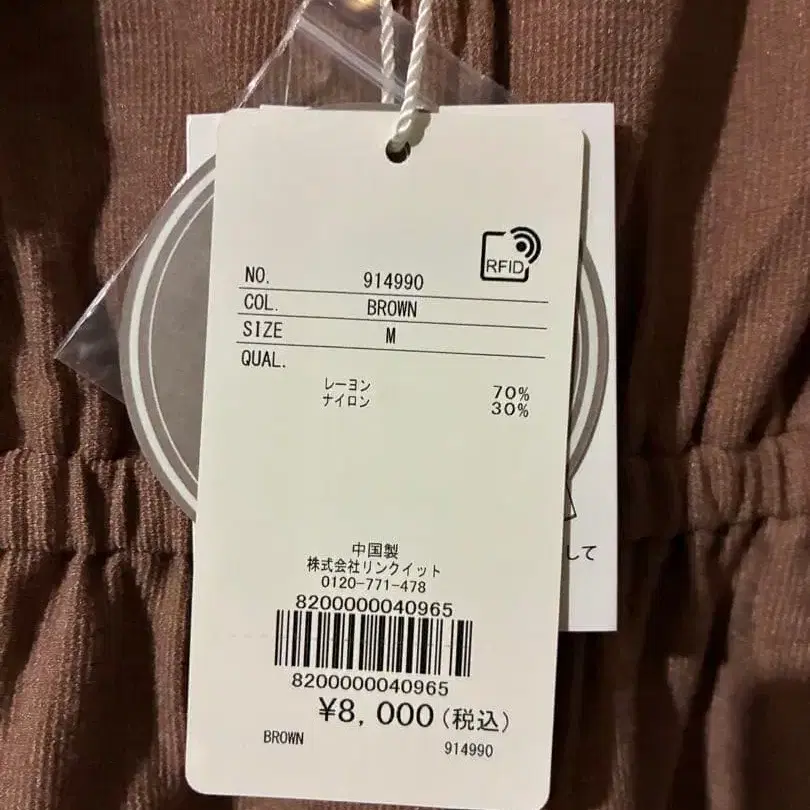 RFID
NO. 914990
COL. BROWN
SIZE M
QUAL.
レーヨン 70%
ナイロン 30%
中国製
株式会社リンクイット
0120-771-478
して
8200000040965
8200000040965
¥8,000(税込)
BROWN 914990